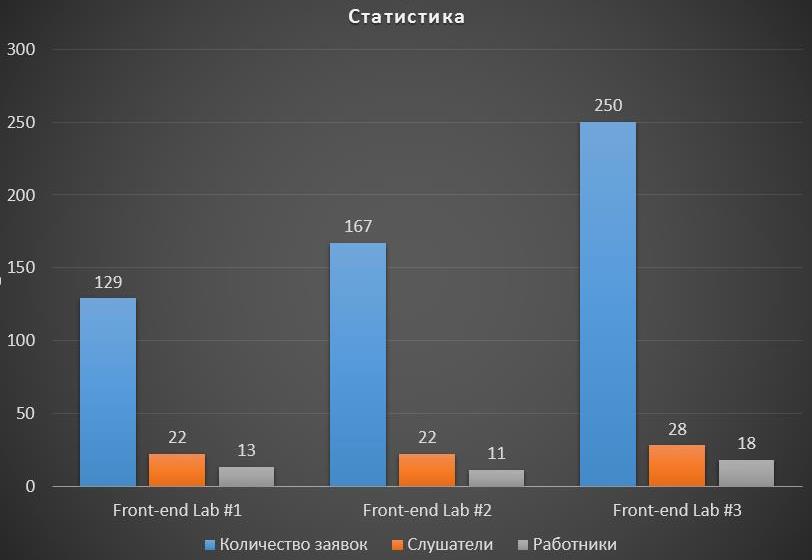 Статистика
300
250
250
200
167
150
129
100
50
22
13
22
11
28
18
0
Front-end Lab #1
Front-end Lab #2
Front-end Lab #3
Количество заявок
Слушатели
Работники